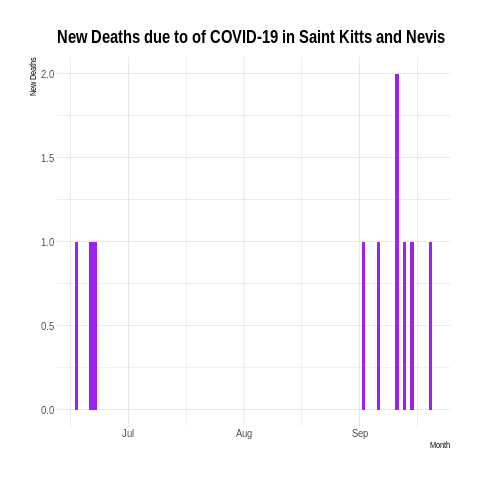 New Deaths due to of COVID-19 in Saint Kitts and Nevis
New Deaths
2.0
1.5
1.0
0.5
0.0
Jul Aug Sep
Month